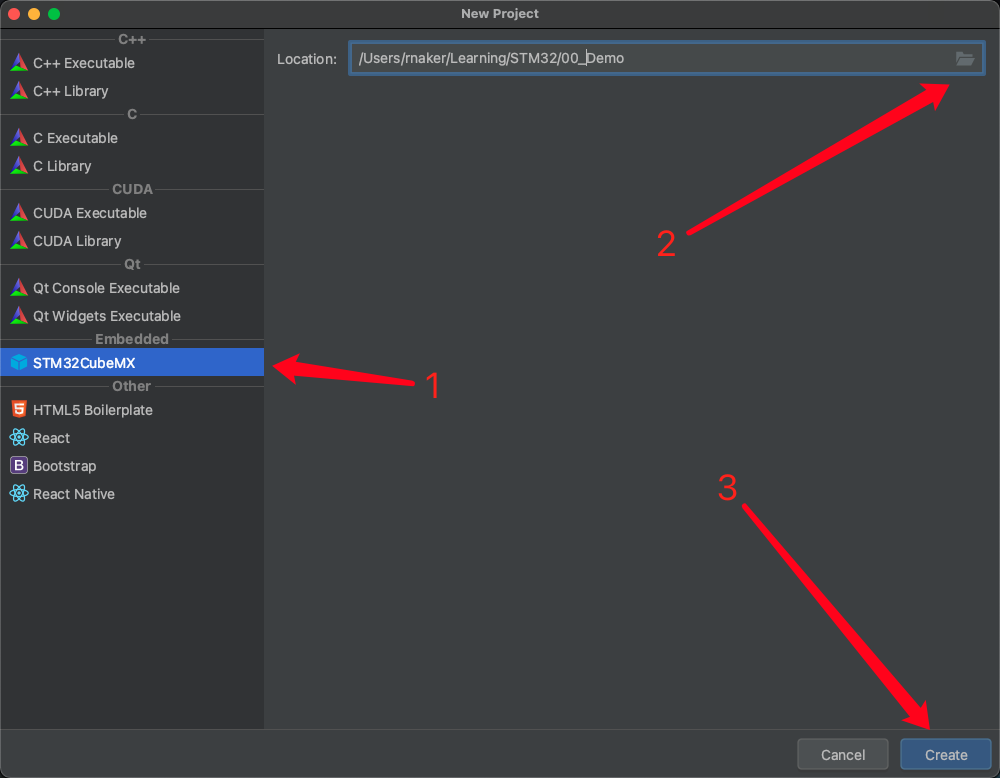 New Project
C++
C++ Executable
C++ Library
C
C Executable
C Library
CUDA
CUDA Executable
CUDA Library
Qt
Qt Console Executable
Qt Widgets Executable
Embedded
STM32CubeMX
Other
HTML5 Boilerplate
React
Bootstrap
React Native
Location: /Users/rnaker/Learning/STM32/00_Demo
2
1
3
Cancel Create